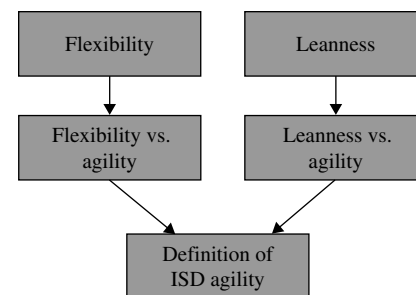 Flexibility
Leanness
Flexibility vs.
agility
Leanness vs.
agility
Definition of
ISD agility